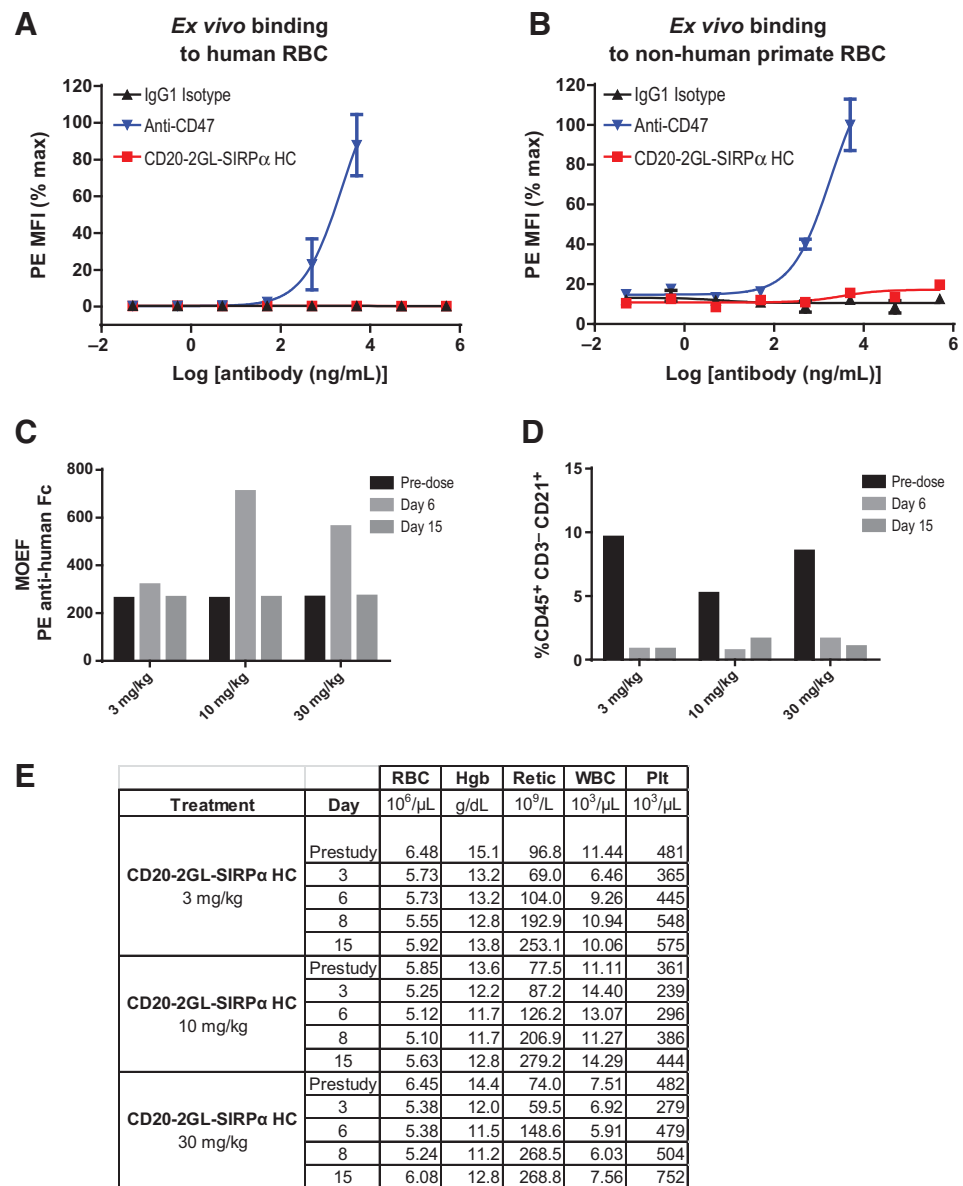 A
Ex vivo binding
to human RBC
120
100
80
60
40
20
0
PE MFI (% max)
IgG1 Isotype
Anti-CD47
CD20-2GL-SIRPα HC
−2
0
2
4
6
Log [antibody (ng/mL)]
B
Ex vivo binding
to non-human primate RBC
120
100
80
60
40
20
0
PE MFI (% max)
IgG1 Isotype
Anti-CD47
CD20-2GL-SIRPα HC
−2
0
2
4
6
Log [antibody (ng/mL)]
C
MOEF
PE anti-human Fc
800
600
400
200
0
Pre-dose
Day 6
Day 15
3 mg/kg
10 mg/kg
30 mg/kg
D
%CD45⁺ CD3⁻ CD21⁺
15
10
5
0
Pre-dose
Day 6
Day 15
3 mg/kg
10 mg/kg
30 mg/kg
E
RBC Hgb Retic WBC Plt
Treatment Day 10⁶/µL g/dL 10⁹/L 10³/µL 10³/µL
CD20-2GL-SIRPα HC
3 mg/kg
Prestudy 6.48 15.1 96.8 11.44 481
3 5.73 13.2 69.0 6.46 365
6 5.73 13.2 104.0 9.26 445
8 5.55 12.8 192.9 10.94 548
15 5.92 13.8 253.1 10.06 575
CD20-2GL-SIRPα HC
10 mg/kg
Prestudy 5.85 13.6 77.5 11.11 361
3 5.25 12.2 87.2 14.40 239
6 5.12 11.7 126.2 13.07 296
8 5.10 11.7 206.9 11.27 386
15 5.63 12.8 279.2 14.29 444
CD20-2GL-SIRPα HC
30 mg/kg
Prestudy 6.45 14.4 74.0 7.51 482
3 5.38 12.0 59.5 6.92 279
6 5.38 11.5 148.6 5.91 479
8 5.24 11.2 268.5 6.03 504
15 6.08 12.8 268.8 7.56 752